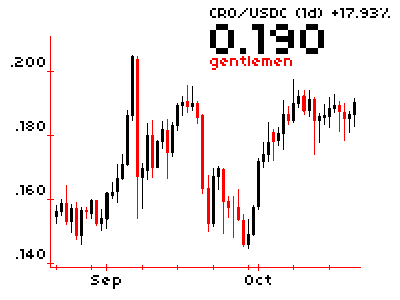 CRO/USDC (1d) +17.93%
0.190
gentlemen
.200
.180
.160
.140
Sep Oct